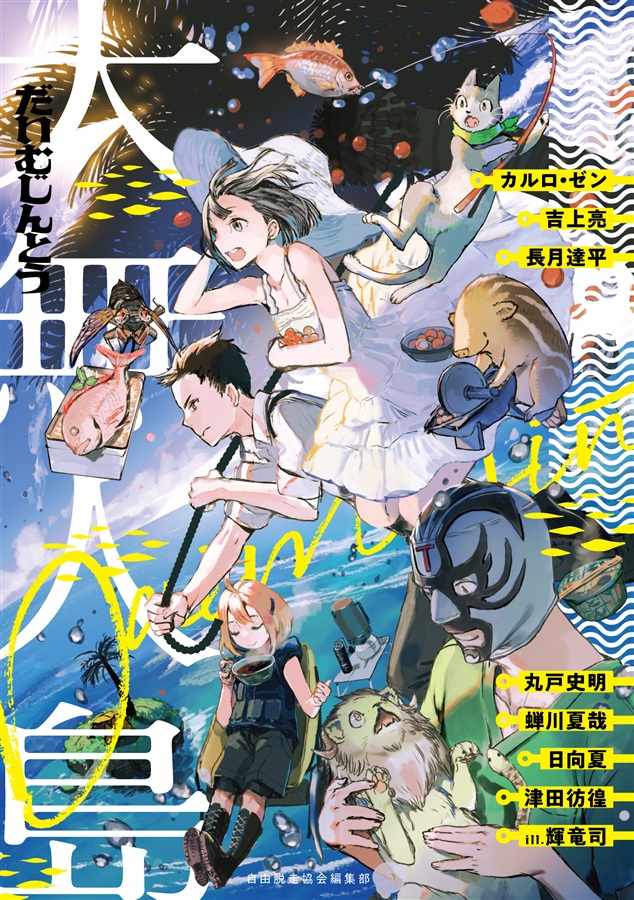 大無人島
だいむじんとう
カルロ・ゼン
吉上亮
長月達平
T
丸戸史明
蝉川夏哉
日向夏
津田彷徨
ill.輝竜司
自由脱走協会編集部